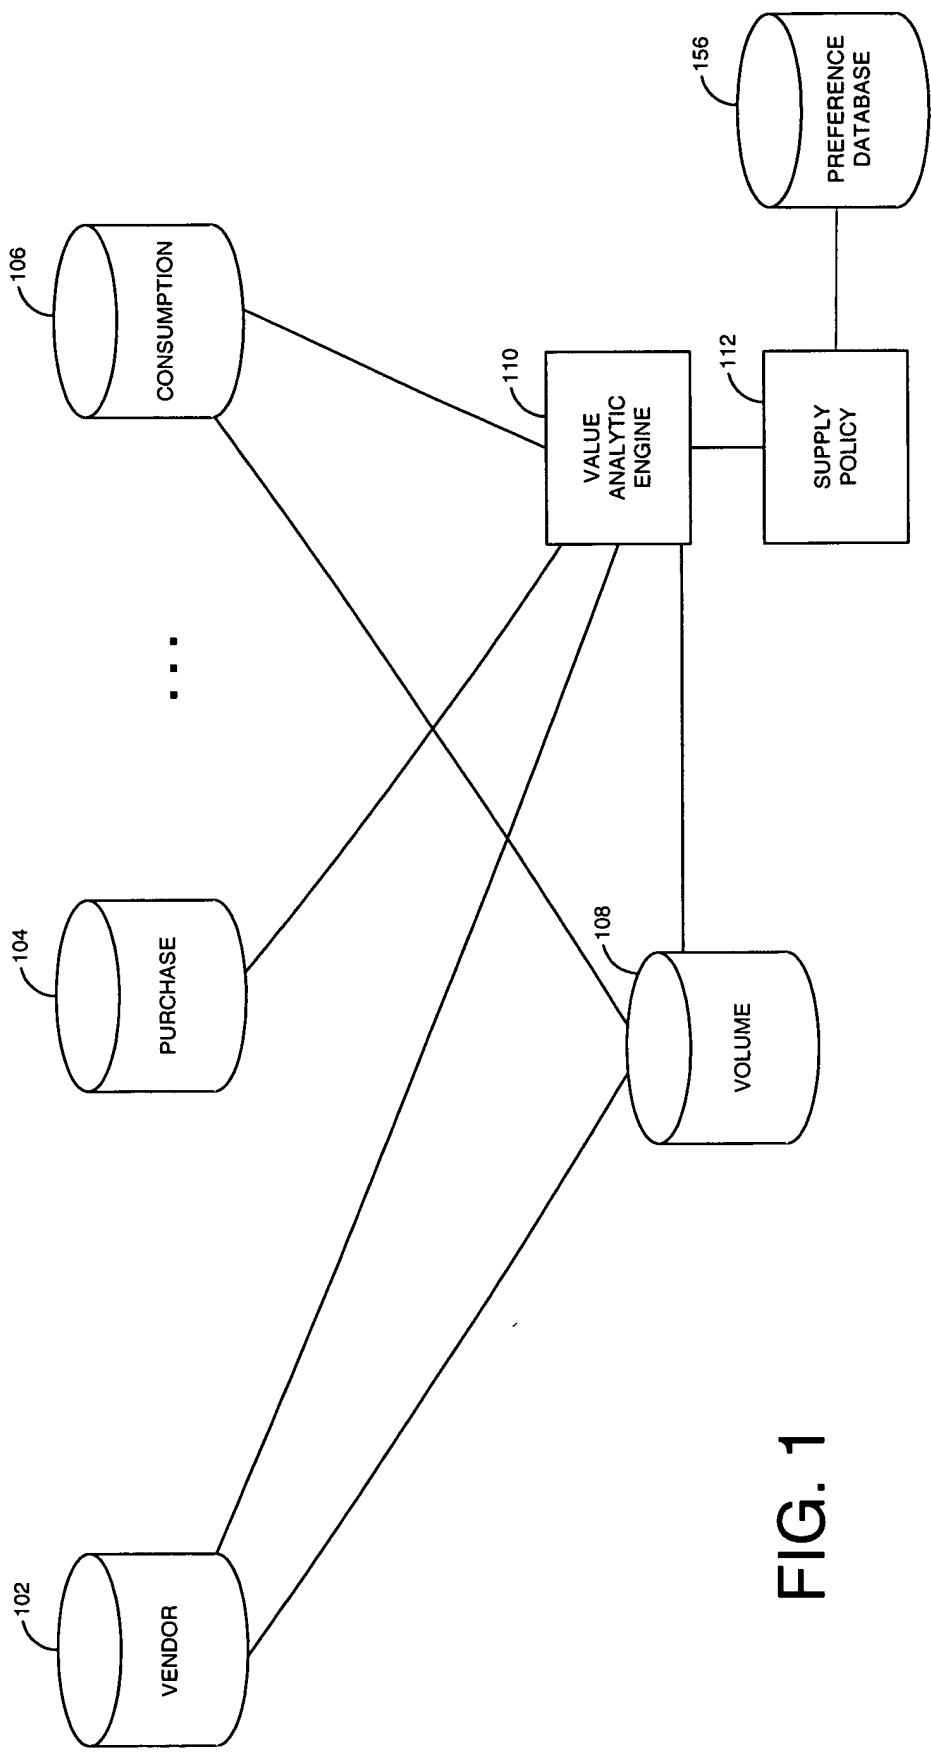 102
VENDOR
104
PURCHASE
. . .
106
CONSUMPTION
108
VOLUME
110
VALUE
ANALYTIC
ENGINE
112
SUPPLY
POLICY
156
PREFERENCE
DATABASE
FIG. 1